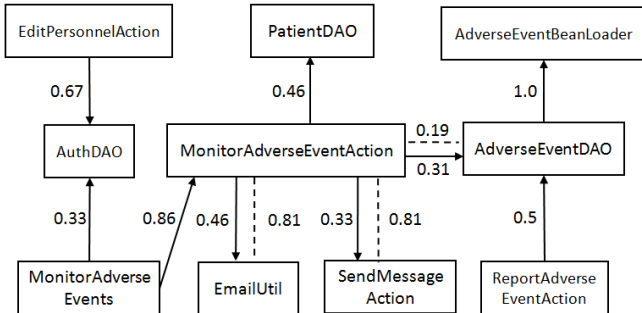 EditPersonnelAction
PatientDAO
AdverseEventBeanLoader
0.67
0.46
1.0
AuthDAO
MonitorAdverseEventAction
0.19
0.31
AdverseEventDAO
0.33
0.86
0.46
0.81
0.33
0.81
0.5
MonitorAdverse
Events
EmailUtil
SendMessage
Action
ReportAdverse
EventAction